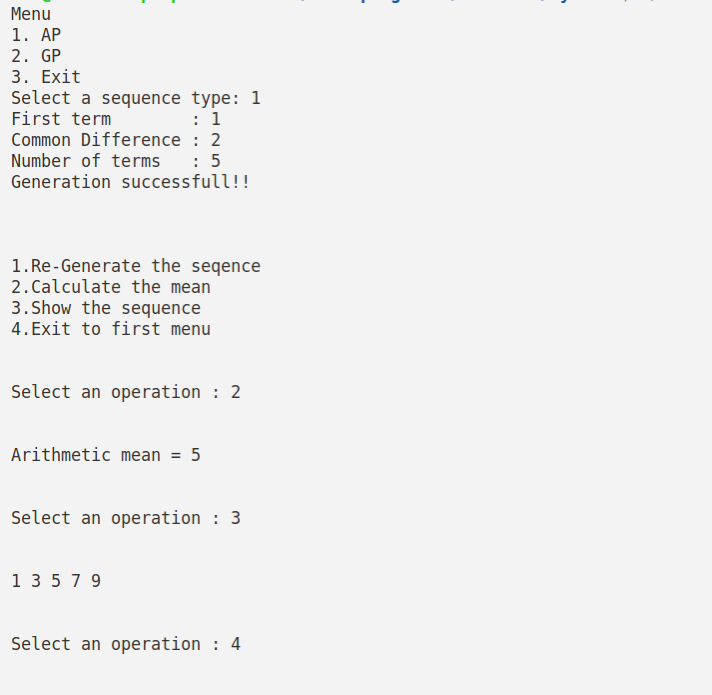 Menu
1. AP
2. GP
3. Exit
Select a sequence type: 1
First term        : 1
Common Difference : 2
Number of terms   : 5
Generation successfull!!
1.Re-Generate the seqence
2.Calculate the mean
3.Show the sequence
4.Exit to first menu
Select an operation : 2
Arithmetic mean = 5
Select an operation : 3
1 3 5 7 9
Select an operation : 4